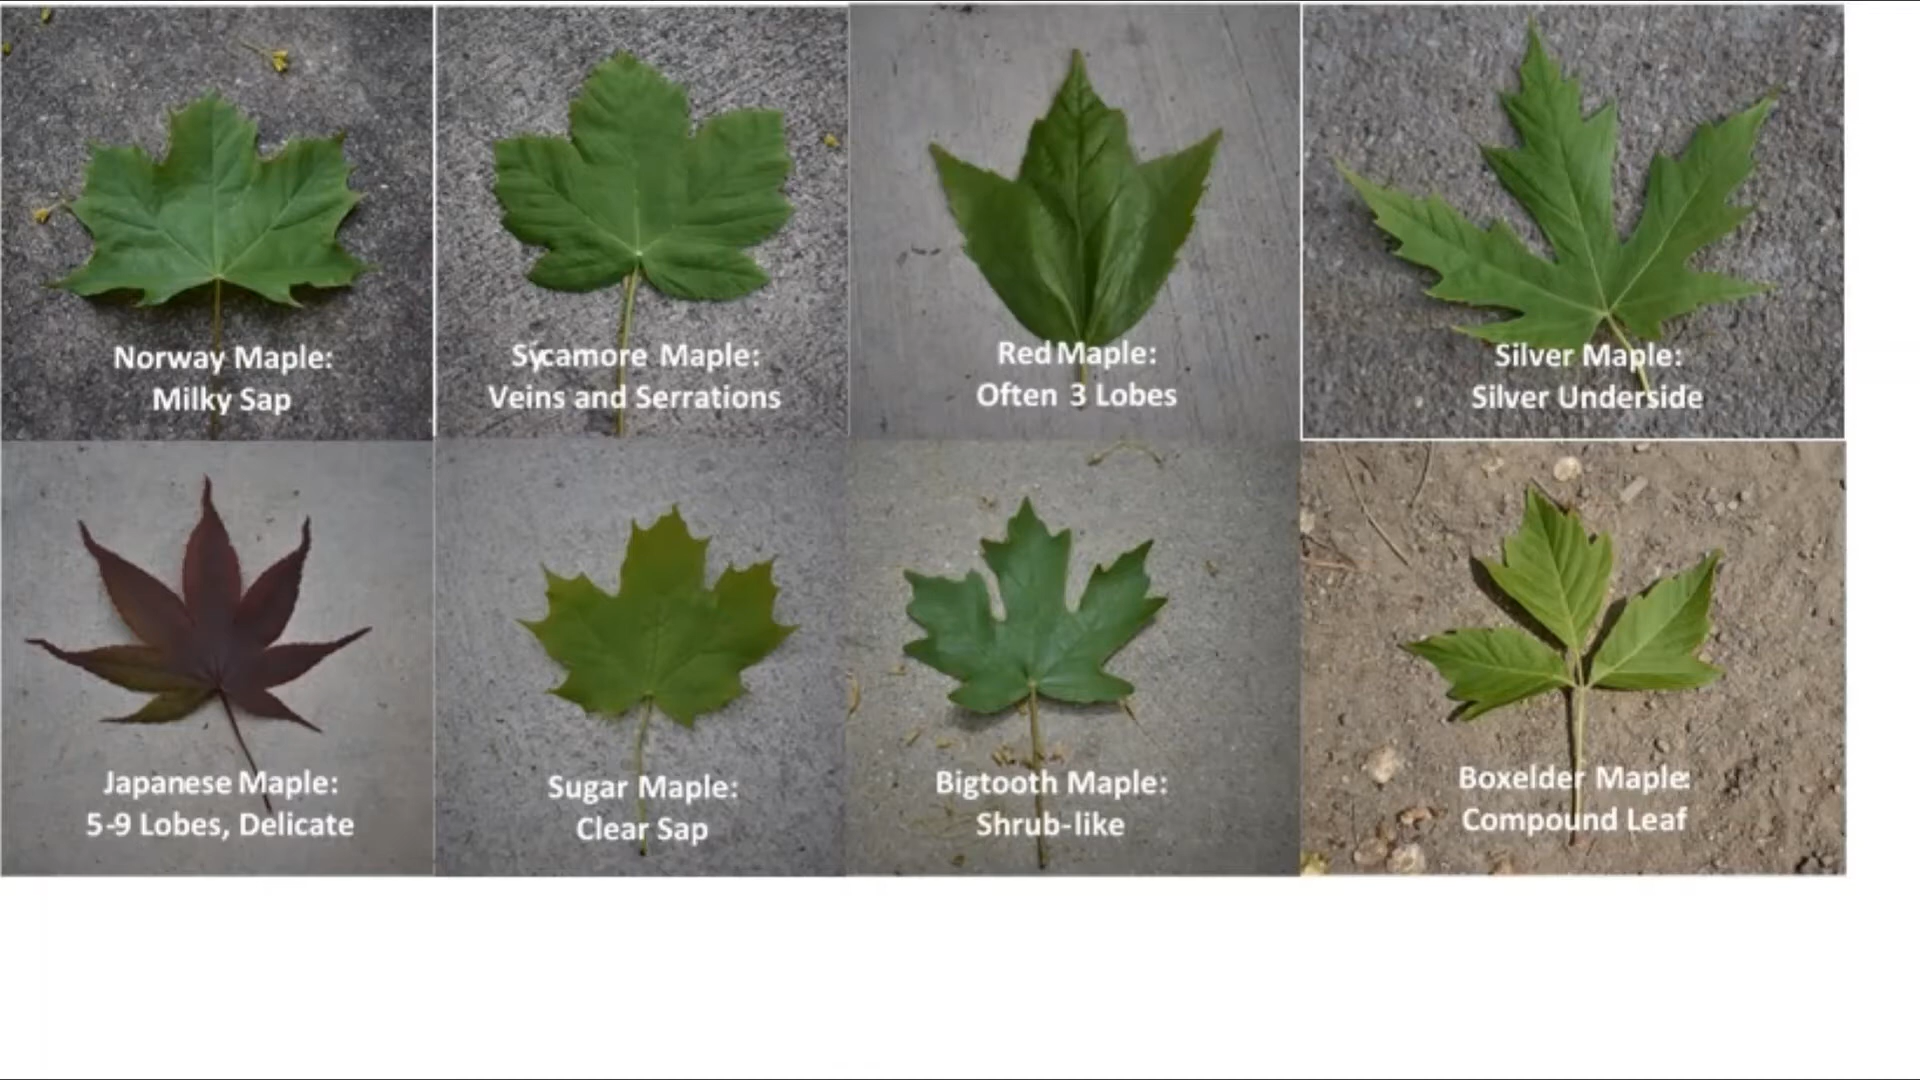 Norway Maple:
Milky Sap
Sycamore Maple:
Veins and Serrations
Red Maple:
Often 3 Lobes
Silver Maple:
Silver Underside
Japanese Maple:
5-9 Lobes, Delicate
Sugar Maple:
Clear Sap
Bigtooth Maple:
Shrub-like
Boxelder Maple:
Compound Leaf